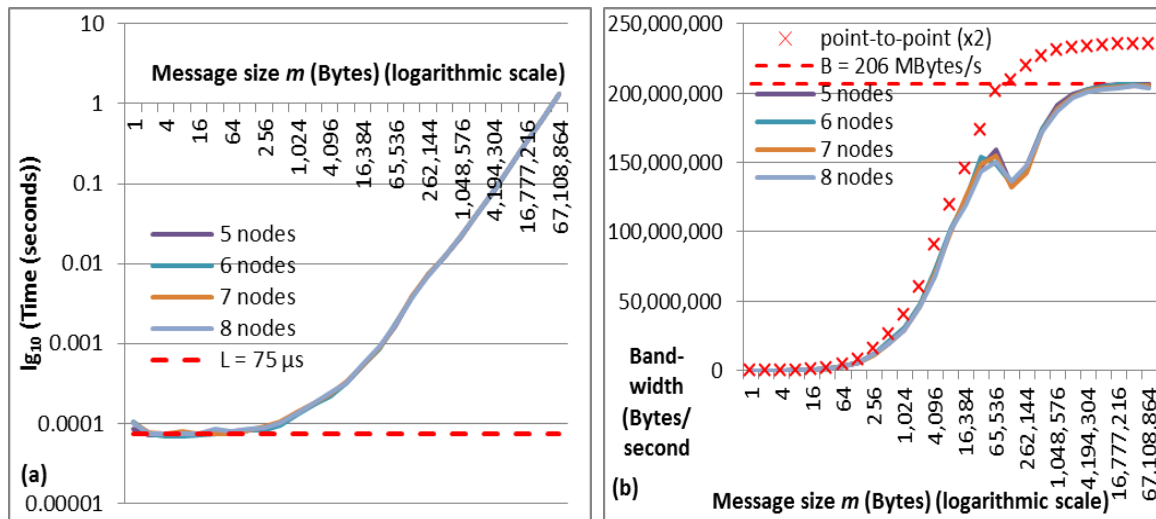 10
1
0.1
0.01
0.001
0.0001
0.00001
lg10 (Time (seconds))
Message size m (Bytes) (logarithmic scale)
1
4
16
64
256
1,024
4,096
16,384
65,536
262,144
1,048,576
4,194,304
16,777,216
67,108,864
5 nodes
6 nodes
7 nodes
8 nodes
L = 75 µs
(a)
250,000,000
200,000,000
150,000,000
100,000,000
50,000,000
0
point-to-point (x2)
B = 206 MBytes/s
5 nodes
6 nodes
7 nodes
8 nodes
Band-
width
(Bytes/
second
1
4
16
64
256
1,024
4,096
16,384
65,536
262,144
1,048,576
4,194,304
16,777,216
67,108,864
(b)
Message size m (Bytes) (logarithmic scale)